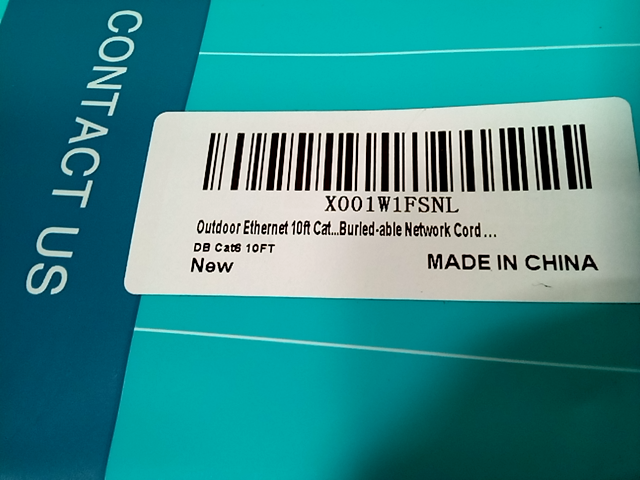 CONTACT US
X001W1FSNL
Outdoor Ethernet 10ft Cat...Buried-able Network Cord ...
DB Cat6 10FT
New
MADE IN CHINA